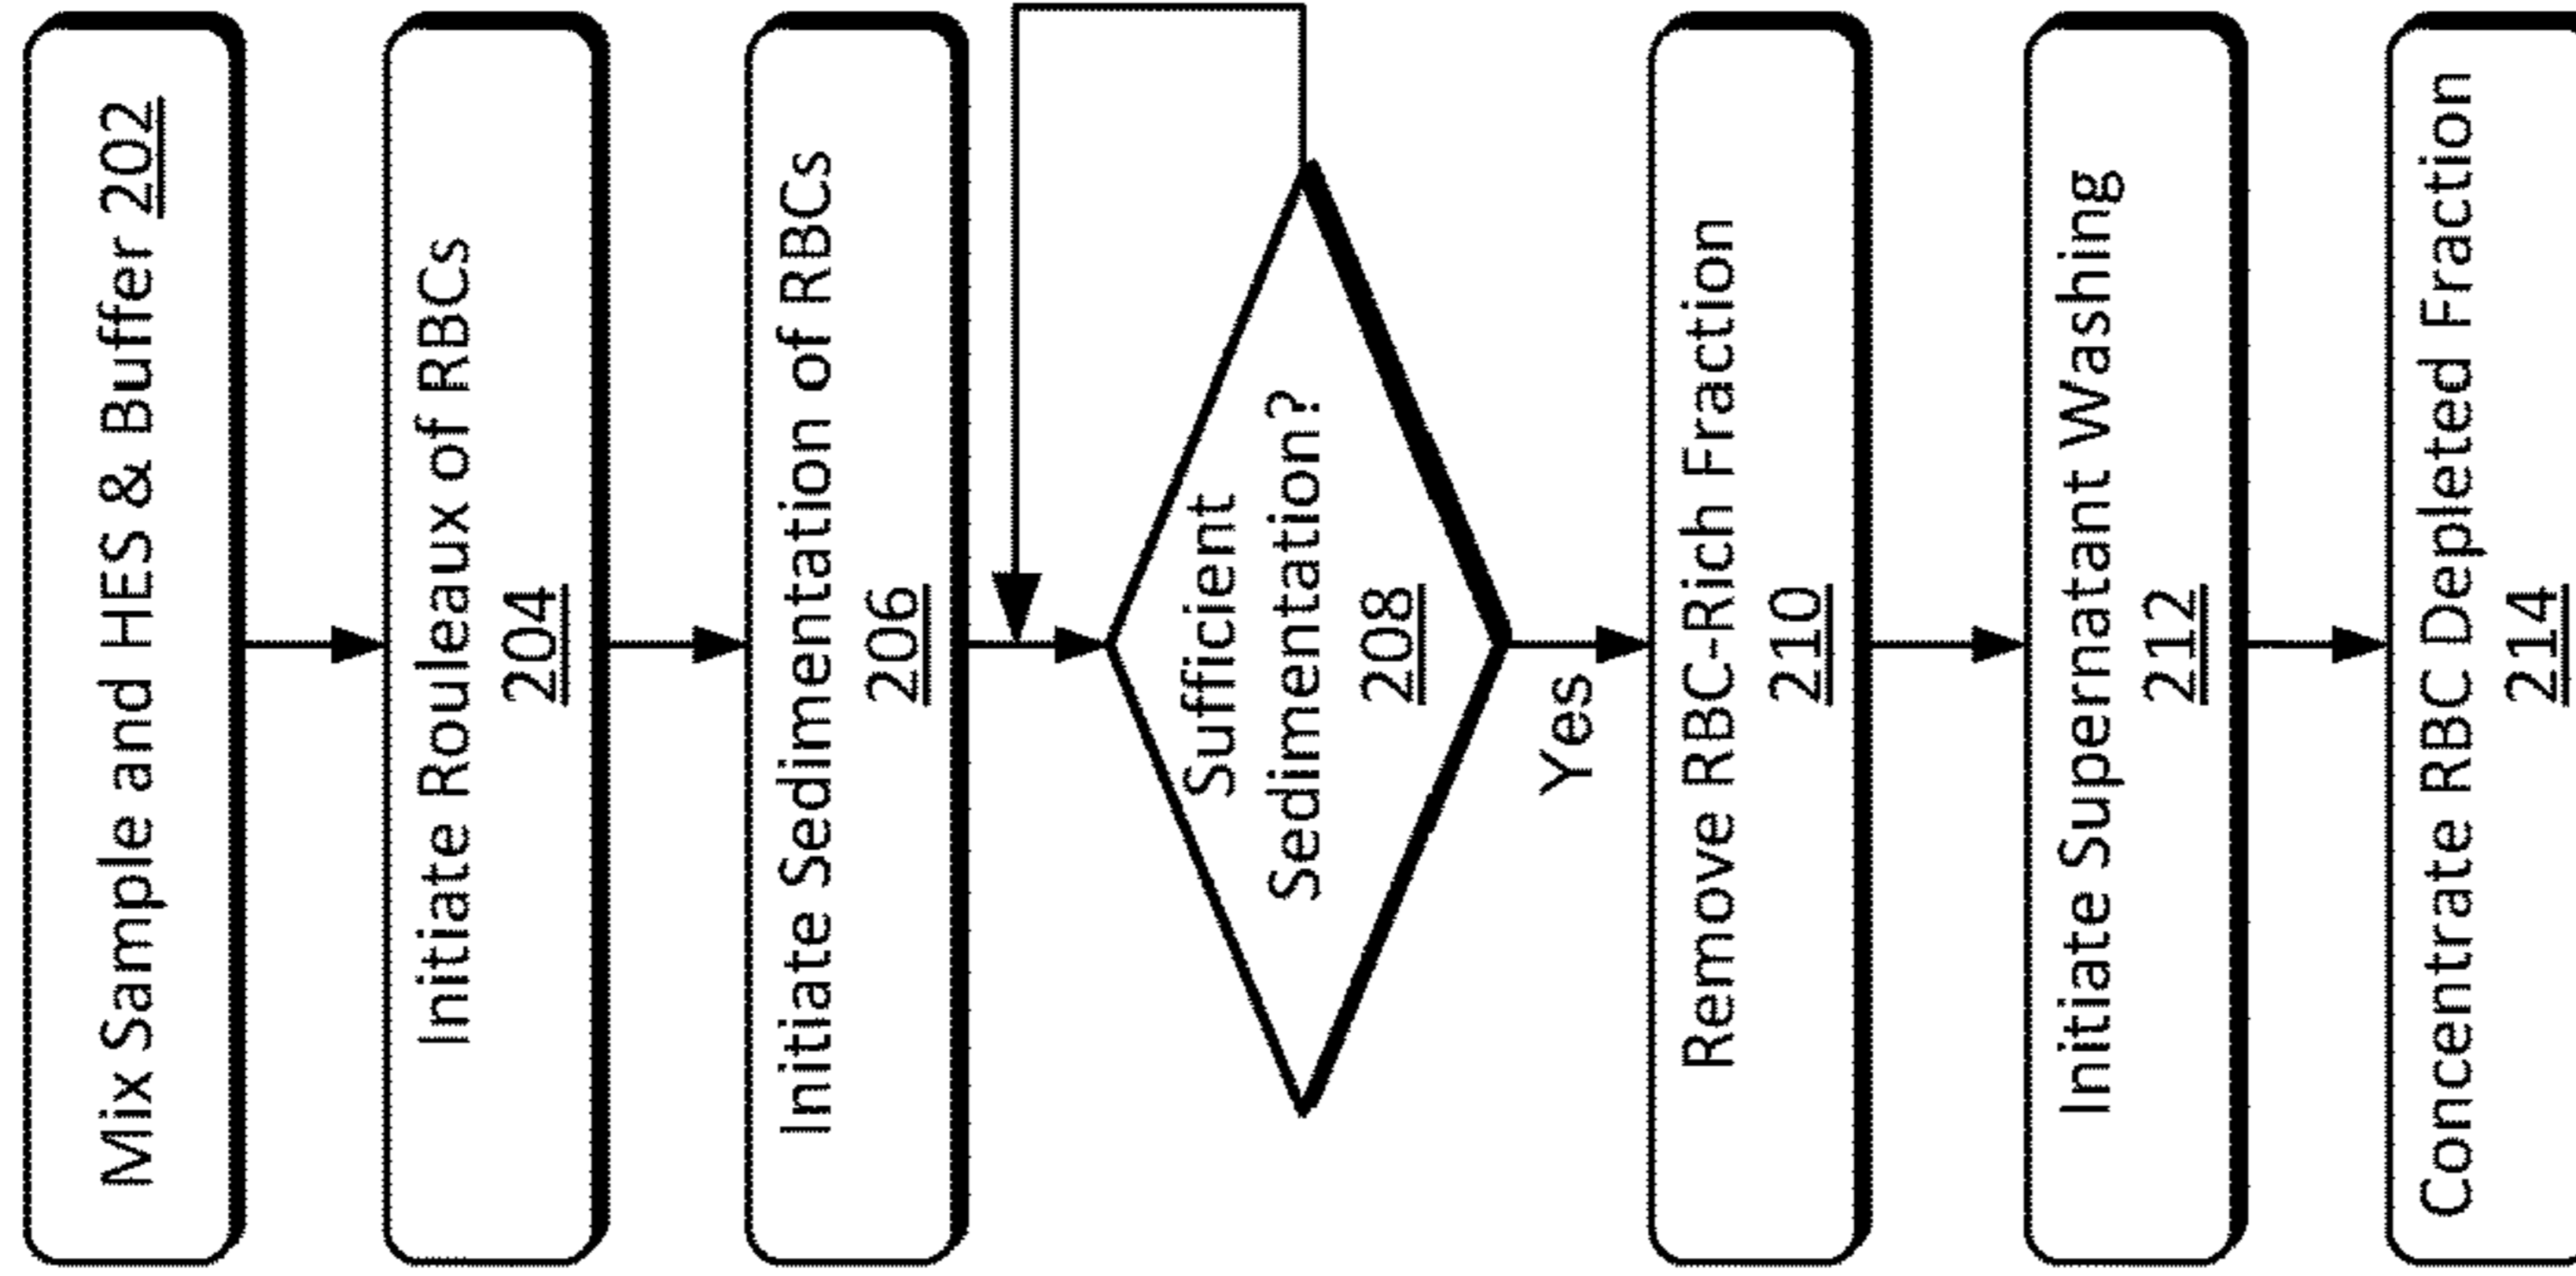 Mix Sample and HES & Buffer 202
Initiate Rouleaux of RBCs
204
Initiate Sedimentation of RBCs
206
Sufficient
Sedimentation?
208
Yes
Remove RBC-Rich Fraction
210
Initiate Supernatant Washing
212
Concentrate RBC Depleted Fraction
214